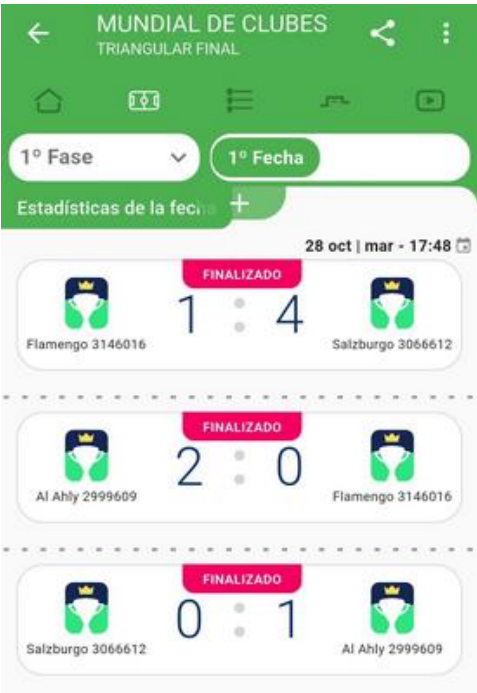 MUNDIAL DE CLUBES
TRIANGULAR FINAL
1º Fase
1º Fecha
Estadísticas de la fecha
+
28 oct | mar - 17:48
FINALIZADO
1 : 4
Flamengo 3146016
Salzburgo 3066612
FINALIZADO
2 : 0
Al Ahly 2999609
Flamengo 3146016
FINALIZADO
0 : 1
Salzburgo 3066612
Al Ahly 2999609